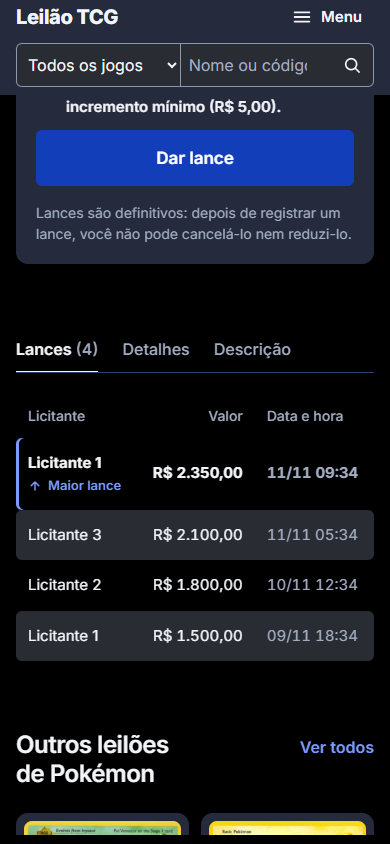 Leilão TCG
Menu
Todos os jogos
Nome ou códig
incremento mínimo (R$ 5,00).
Dar lance
Lances são definitivos: depois de registrar um
lance, você não pode cancelá-lo nem reduzi-lo.
Lances (4) Detalhes Descrição
Licitante Valor Data e hora
Licitante 1
Maior lance
R$ 2.350,00 11/11 09:34
Licitante 3 R$ 2.100,00 11/11 05:34
Licitante 2 R$ 1.800,00 10/11 12:34
Licitante 1 R$ 1.500,00 09/11 18:34
Outros leilões
de Pokémon
Ver todos